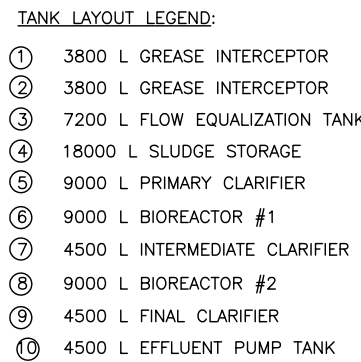 TANK LAYOUT LEGEND:
1 3800 L GREASE INTERCEPTOR
2 3800 L GREASE INTERCEPTOR
3 7200 L FLOW EQUALIZATION TANK
4 18000 L SLUDGE STORAGE
5 9000 L PRIMARY CLARIFIER
6 9000 L BIOREACTOR #1
7 4500 L INTERMEDIATE CLARIFIER
8 9000 L BIOREACTOR #2
9 4500 L FINAL CLARIFIER
10 4500 L EFFLUENT PUMP TANK